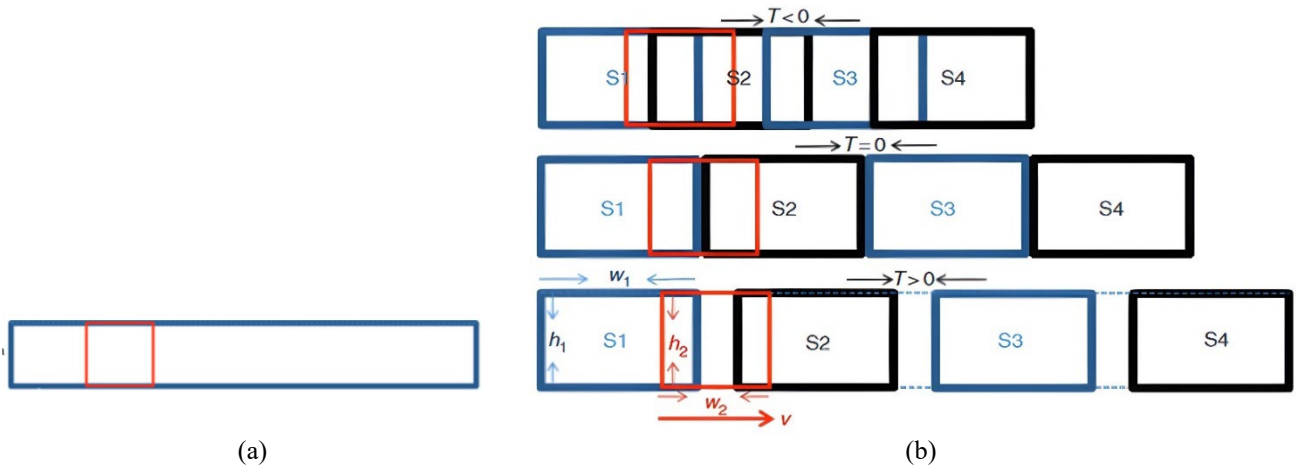 T < 0
S1 S2 S3 S4
T = 0
S1 S2 S3 S4
w₁ T > 0
h₁ S1 h₂ S2 S3 S4
w₂
v
(a) (b)